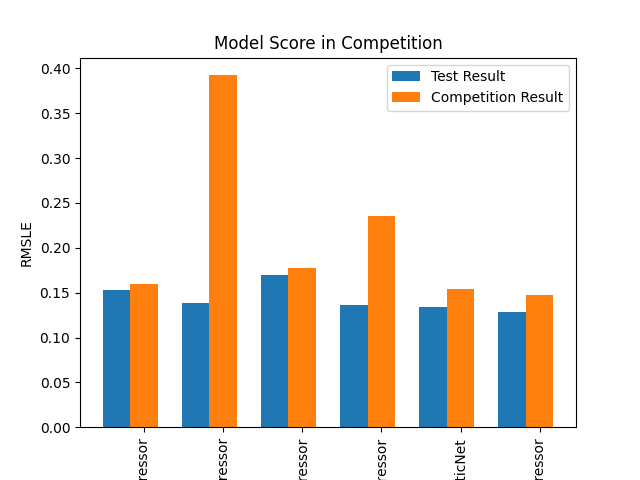 Model Score in Competition
Test Result
Competition Result
0.40
0.35
0.30
0.25
0.20
0.15
0.10
0.05
0.00
RMSLE
ressor
ressor
ressor
ressor
ticNet
ressor